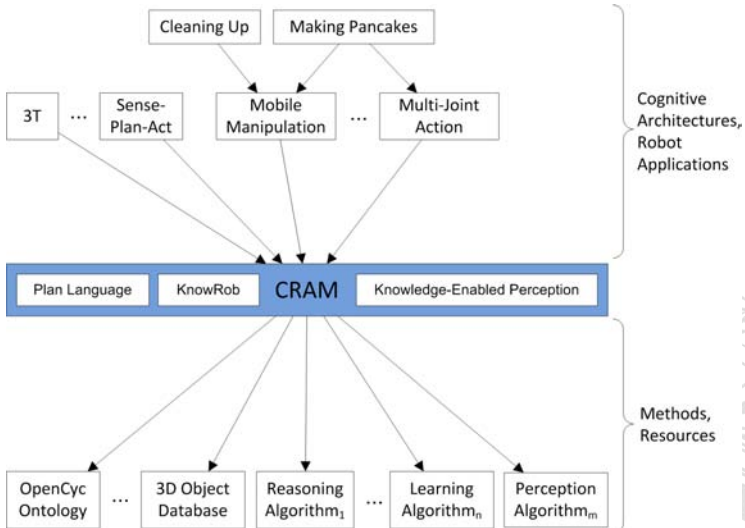 Cleaning Up
Making Pancakes
3T
...
Sense-
Plan-Act
Mobile
Manipulation
...
Multi-Joint
Action
Cognitive
Architectures,
Robot
Applications
Plan Language
KnowRob
CRAM
Knowledge-Enabled Perception
Methods,
Resources
OpenCyc
Ontology
...
3D Object
Database
Reasoning
Algorithm₁
...
Learning
Algorithmₙ
Perception
Algorithmₘ